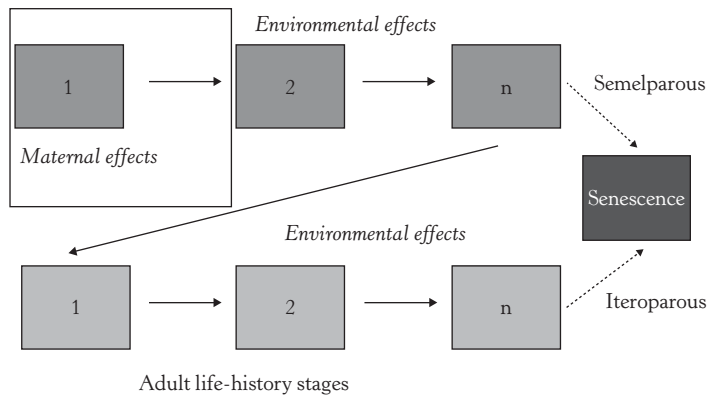 Environmental effects
1
2
n
Semelparous
Maternal effects
Senescence
Environmental effects
1
2
n
Iteroparous
Adult life-history stages